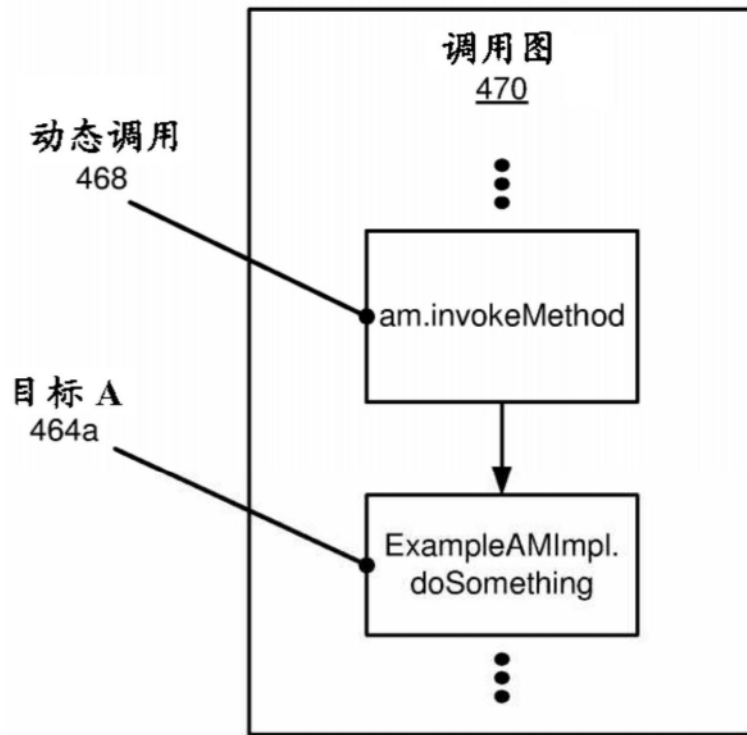 调用图
470
动态调用
468
am.invokeMethod
目标 A
464a
ExampleAMImpl.
doSomething